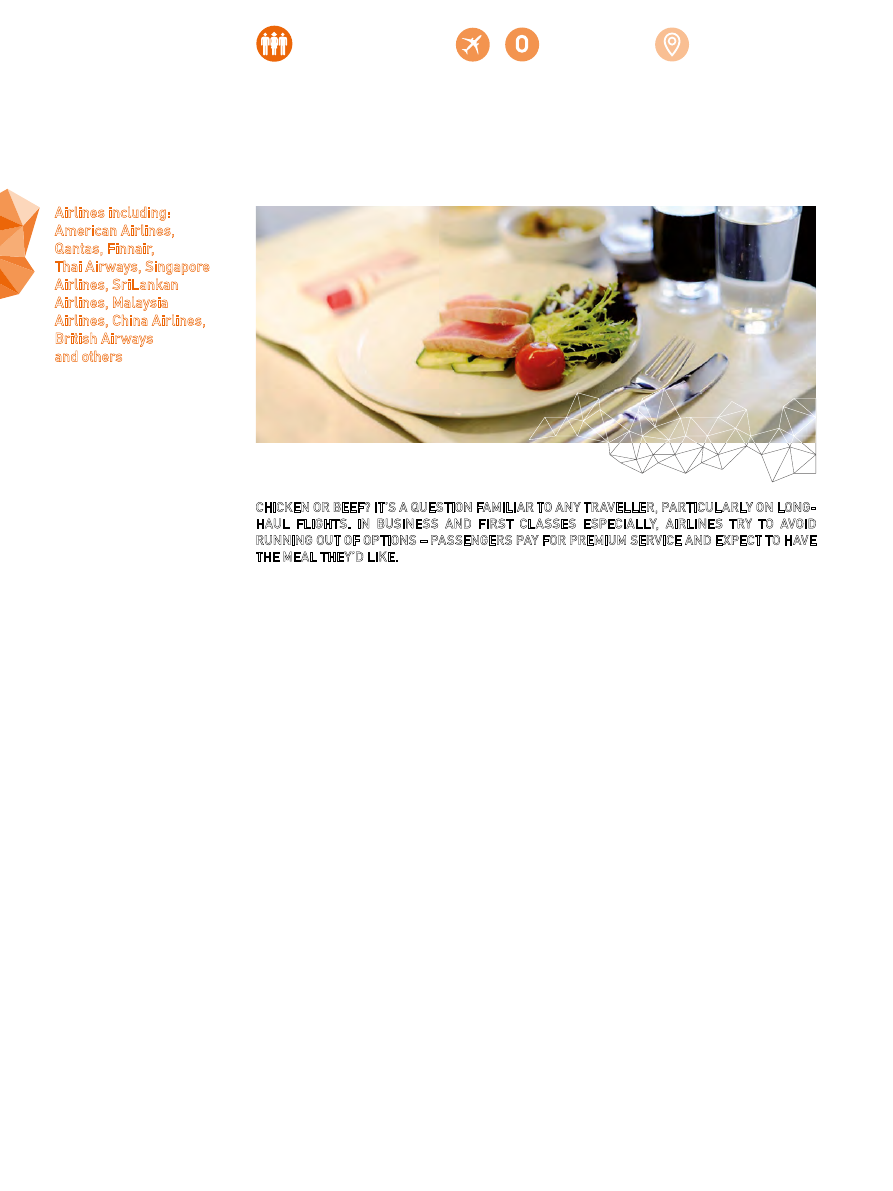 0
Airlines including:
American Airlines,
Qantas, Finnair,
Thai Airways, Singapore
Airlines, SriLankan
Airlines, Malaysia
Airlines, China Airlines,
British Airways
and others
CHICKEN OR BEEF? IT'S A QUESTION FAMILIAR TO ANY TRAVELLER, PARTICULARLY ON LONG-
HAUL FLIGHTS. IN BUSINESS AND FIRST CLASSES ESPECIALLY, AIRLINES TRY TO AVOID
RUNNING OUT OF OPTIONS – PASSENGERS PAY FOR PREMIUM SERVICE AND EXPECT TO HAVE
THE MEAL THEY'D LIKE.